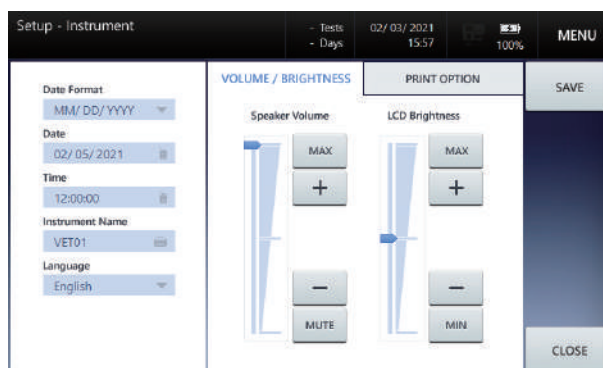 Setup - Instrument
- Tests
- Days
02/ 03/ 2021
15:57
100%
MENU
Date Format
MM/ DD/ YYYY
Date
02/ 05/ 2021
Time
12:00:00
Instrument Name
VET01
Language
English
VOLUME / BRIGHTNESS
PRINT OPTION
Speaker Volume
MAX
+
−
MUTE
LCD Brightness
MAX
+
−
MIN
SAVE
CLOSE